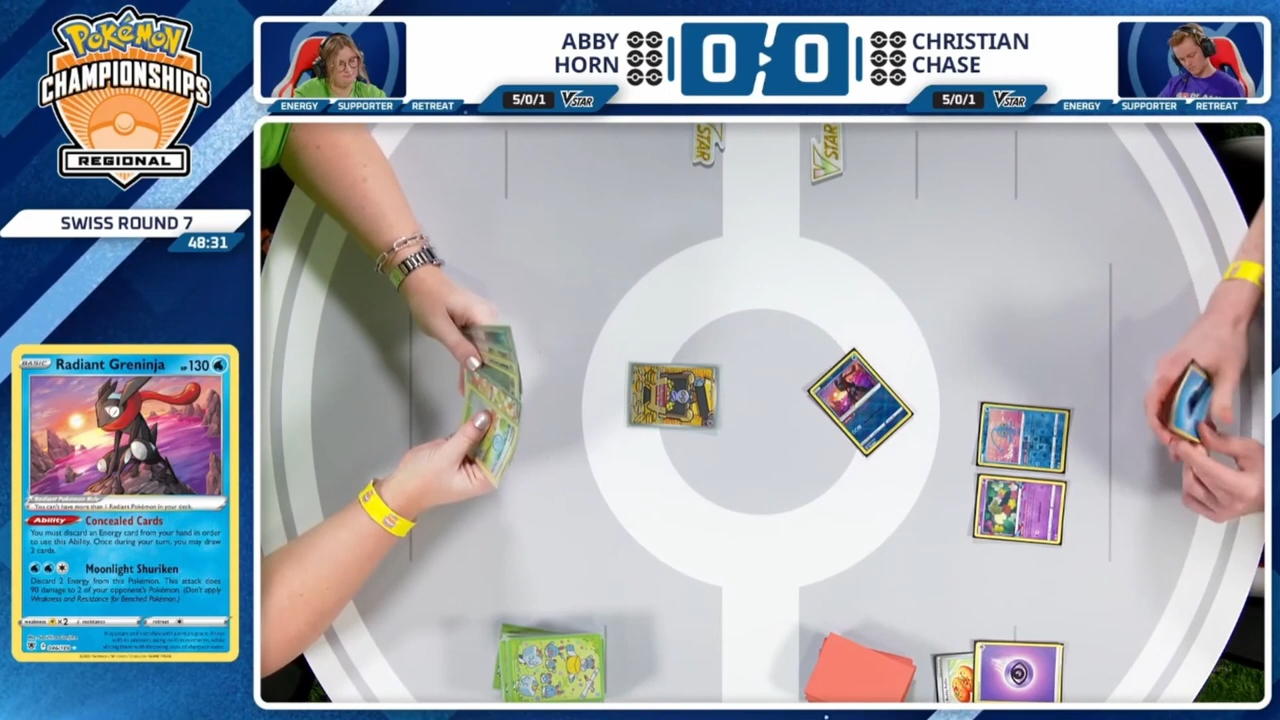 Pokémon
CHAMPIONSHIPS
REGIONAL
SWISS ROUND 7
48:31
ABBY
HORN
0
0
CHRISTIAN
CHASE
5/0/1
VSTAR
5/0/1
VSTAR
ENERGY
SUPPORTER
RETREAT
ENERGY
SUPPORTER
RETREAT
VSTAR
VSTAR
BASIC
Radiant Greninja
HP130
Radiant Pokémon Rule
You can't have more than 1 Radiant Pokémon in your deck.
Ability
Concealed Cards
You must discard an Energy card from your hand in order
to use this Ability. Once during your turn, you may draw
2 cards.
Moonlight Shuriken
Discard 2 Energy from this Pokémon. This attack does
90 damage to 2 of your opponent's Pokémon. (Don't apply
Weakness and Resistance for Benched Pokémon.)
weakness
×2
resistance
retreat